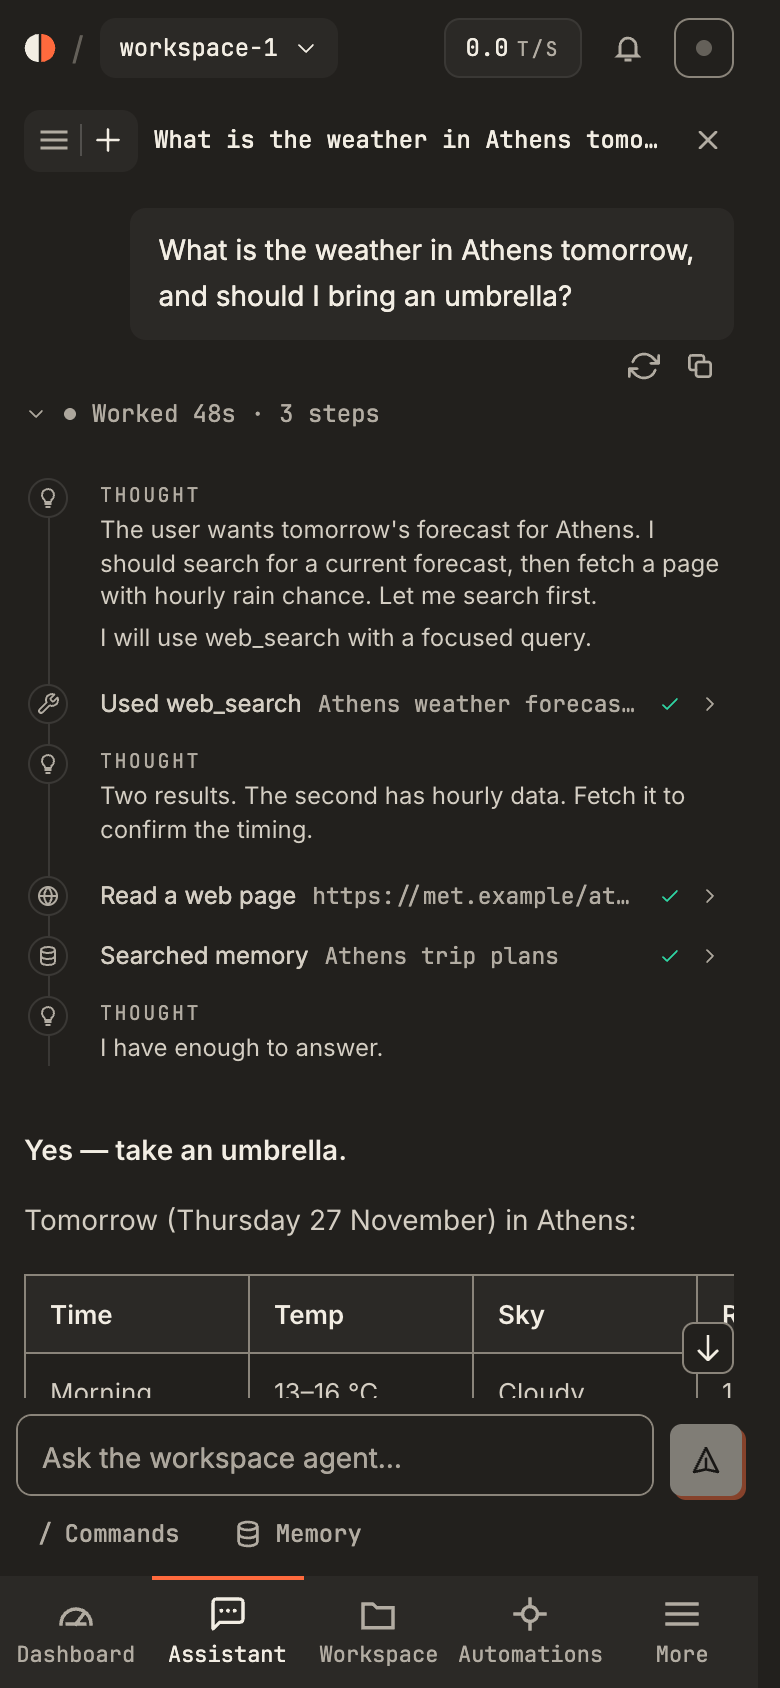 / workspace-1 0.0 T/S
What is the weather in Athens tomo…
What is the weather in Athens tomorrow,
and should I bring an umbrella?
Worked 48s · 3 steps
THOUGHT
The user wants tomorrow's forecast for Athens. I
should search for a current forecast, then fetch a page
with hourly rain chance. Let me search first.
I will use web_search with a focused query.
Used web_search Athens weather forecas…
THOUGHT
Two results. The second has hourly data. Fetch it to
confirm the timing.
Read a web page https://met.example/at…
Searched memory Athens trip plans
THOUGHT
I have enough to answer.
Yes — take an umbrella.
Tomorrow (Thursday 27 November) in Athens:
Time Temp Sky
Morning 13–16 °C Cloudy
Ask the workspace agent...
/ Commands Memory
Dashboard Assistant Workspace Automations More